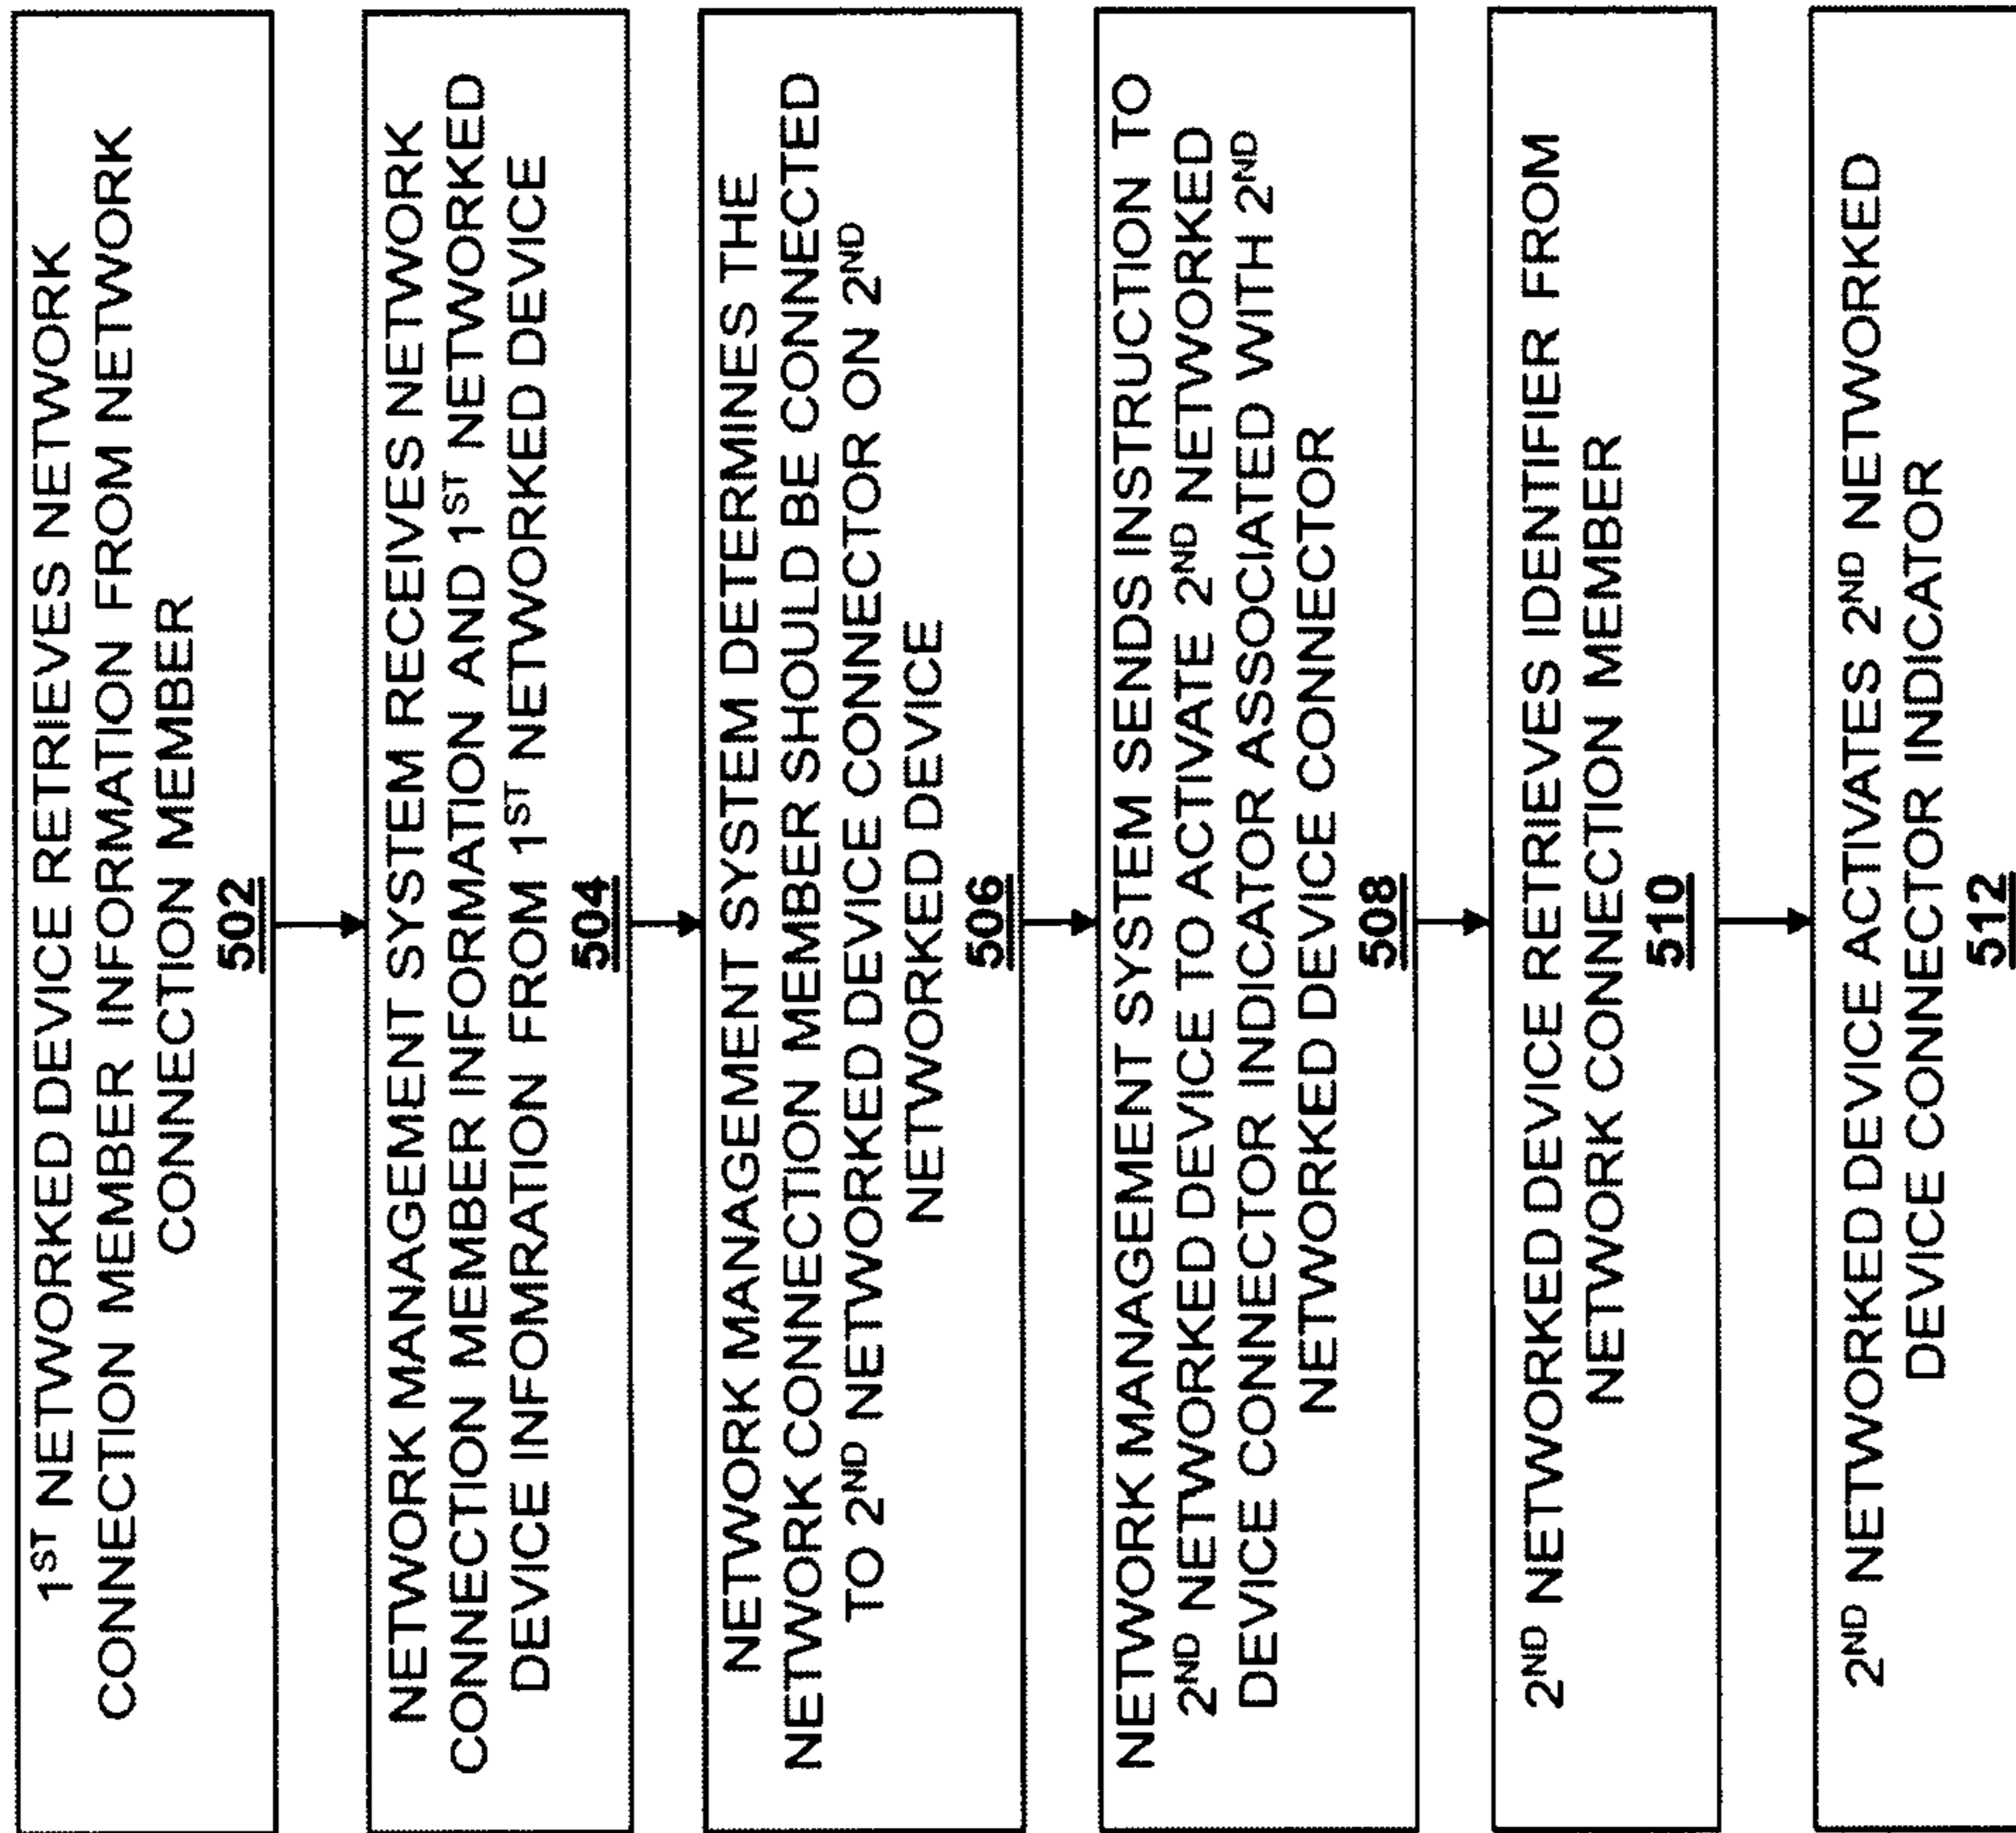 1ST NETWORKED DEVICE RETRIEVES NETWORK
CONNECTION MEMBER INFORMATION FROM NETWORK
CONNECTION MEMBER
502
NETWORK MANAGEMENT SYSTEM RECEIVES NETWORK
CONNECTION MEMBER INFORMATION AND 1ST NETWORKED
DEVICE INFOMRATION FROM 1ST NETWORKED DEVICE
504
NETWORK MANAGEMENT SYSTEM DETERMINES THE
NETWORK CONNECTION MEMBER SHOULD BE CONNECTED
TO 2ND NETWORKED DEVICE CONNECTOR ON 2ND
NETWORKED DEVICE
506
NETWORK MANAGEMENT SYSTEM SENDS INSTRUCTION TO
2ND NETWORKED DEVICE TO ACTIVATE 2ND NETWORKED
DEVICE CONNECTOR INDICATOR ASSOCIATED WITH 2ND
NETWORKED DEVICE CONNECTOR
508
2ND NETWORKED DEVICE RETRIEVES IDENTIFIER FROM
NETWORK CONNECTION MEMBER
510
2ND NETWORKED DEVICE ACTIVATES 2ND NETWORKED
DEVICE CONNECTOR INDICATOR
512